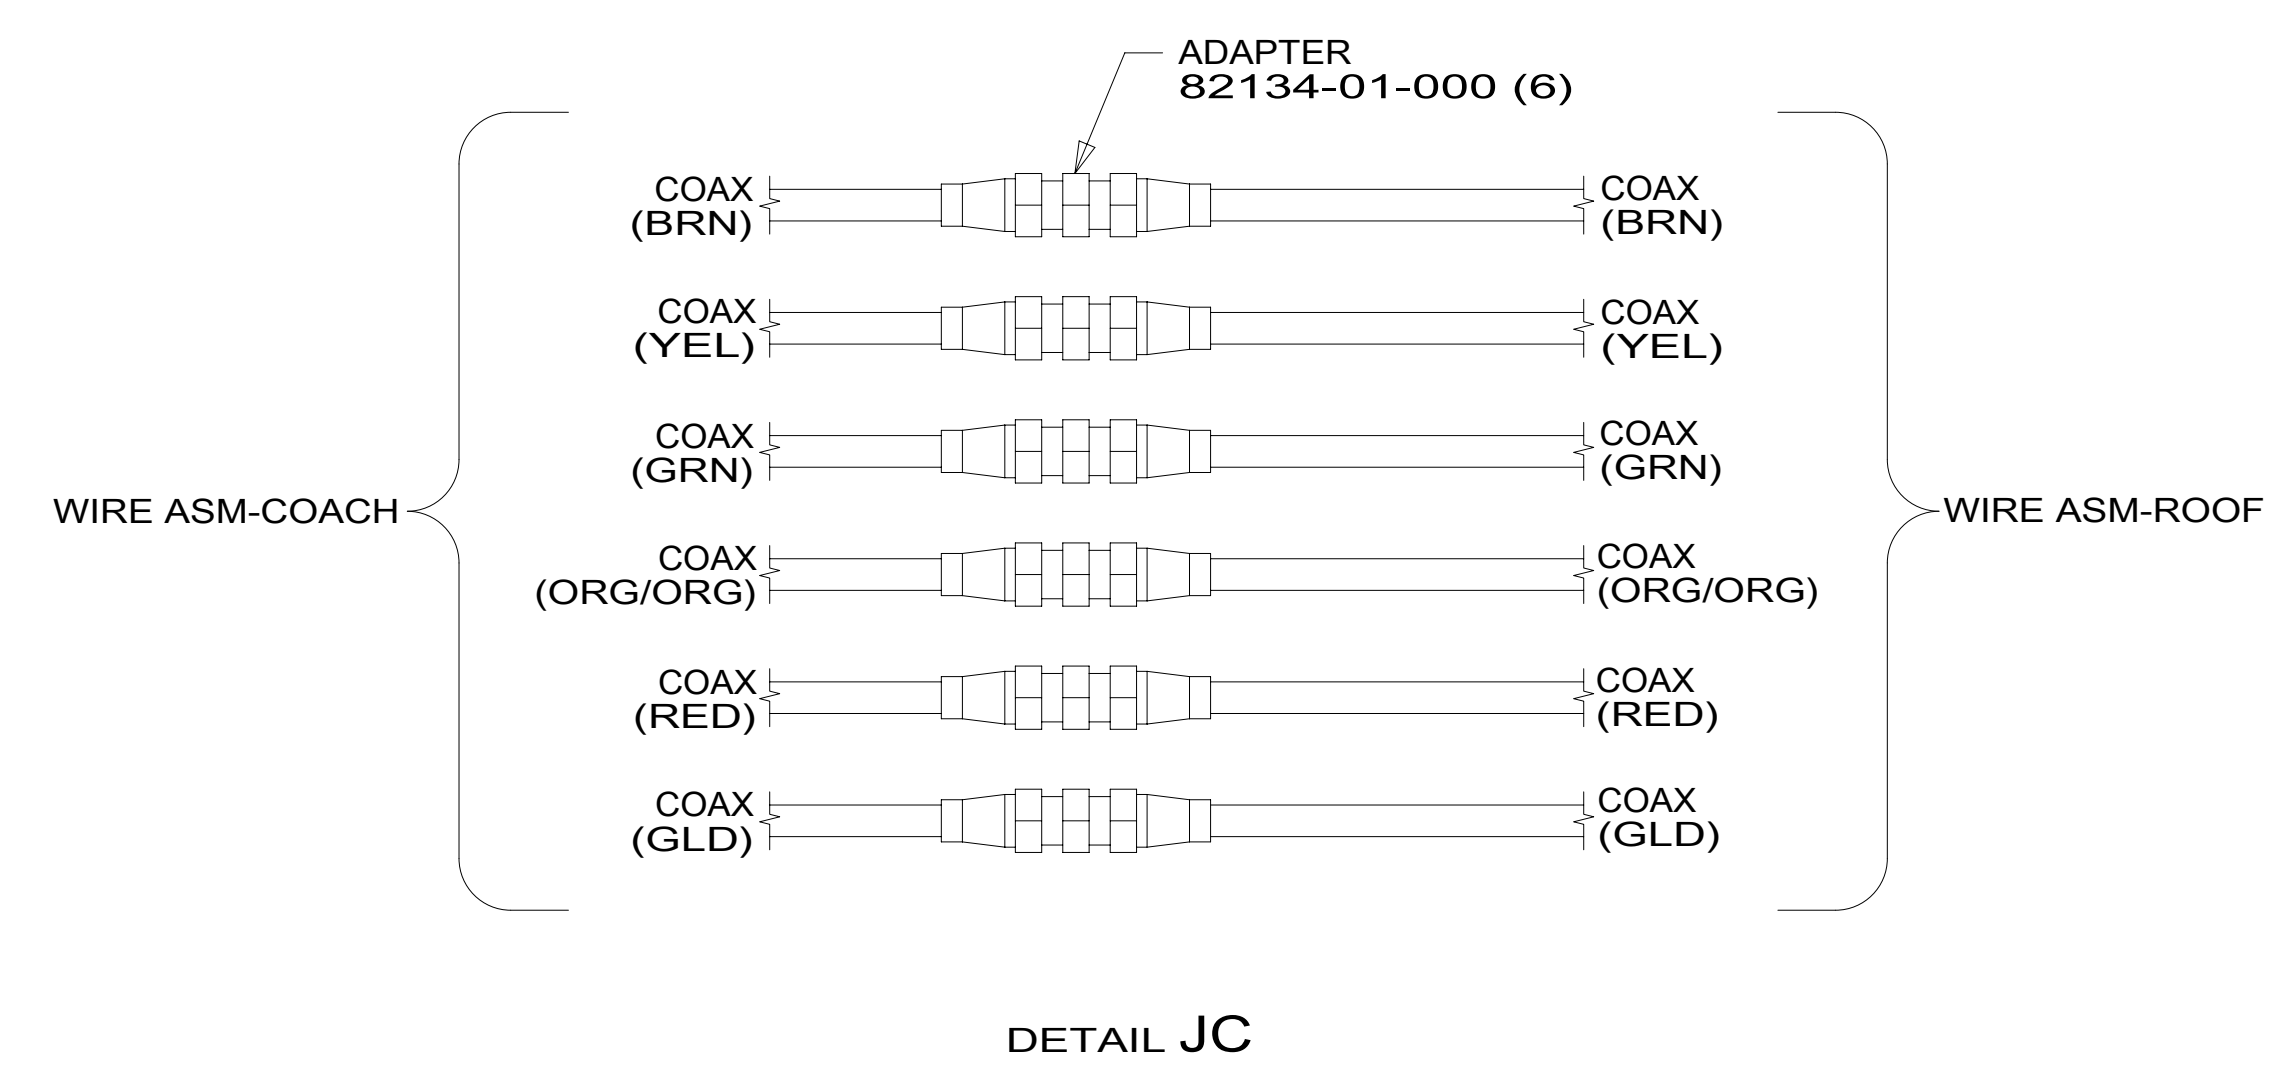 ADAPTER
82134-01-000 (6)
COAX
(BRN)
COAX
(BRN)
COAX
(YEL)
COAX
(YEL)
COAX
(GRN)
COAX
(GRN)
WIRE ASM-COACH
WIRE ASM-ROOF
COAX
(ORG/ORG)
COAX
(ORG/ORG)
COAX
(RED)
COAX
(RED)
COAX
(GLD)
COAX
(GLD)
DETAIL JC